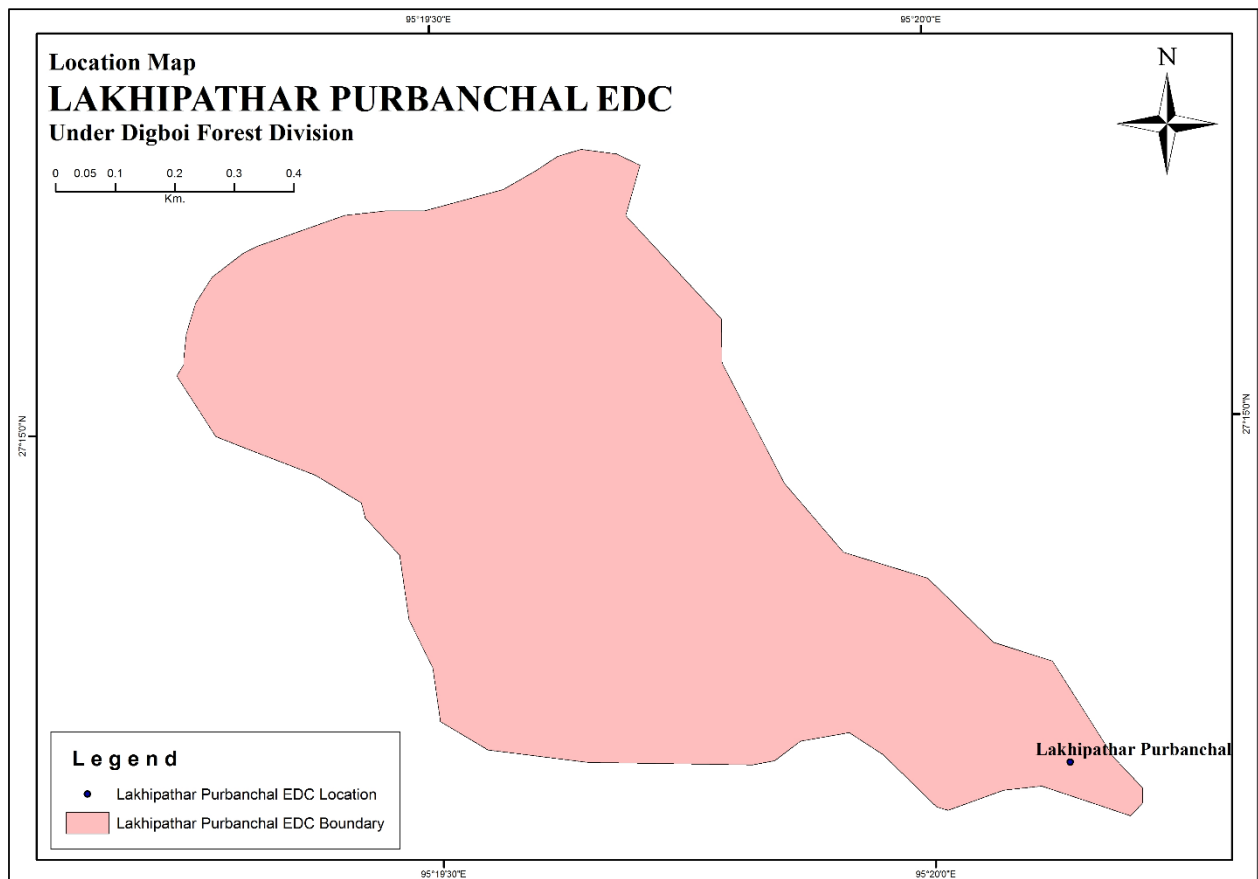 95°19'30"E
95°20'0"E
Location Map
LAKHIPATHAR PURBANCHAL EDC
Under Digboi Forest Division
N
0 0.05 0.1 0.2 0.3 0.4
Km.
27°15'0"N
27°15'0"N
Lakhipathar Purbanchal
Legend
Lakhipathar Purbanchal EDC Location
Lakhipathar Purbanchal EDC Boundary
95°19'30"E
95°20'0"E